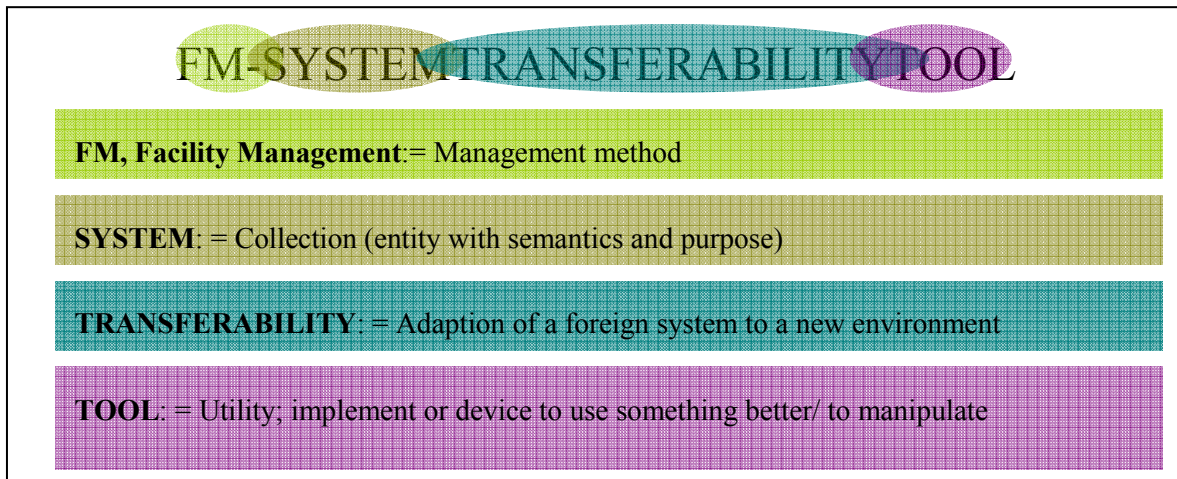 FM-SYSTEMTRANSFERABILITYTOOL
FM, Facility Management:= Management method
SYSTEM: = Collection (entity with semantics and purpose)
TRANSFERABILITY: = Adaption of a foreign system to a new environment
TOOL: = Utility; implement or device to use something better/ to manipulate